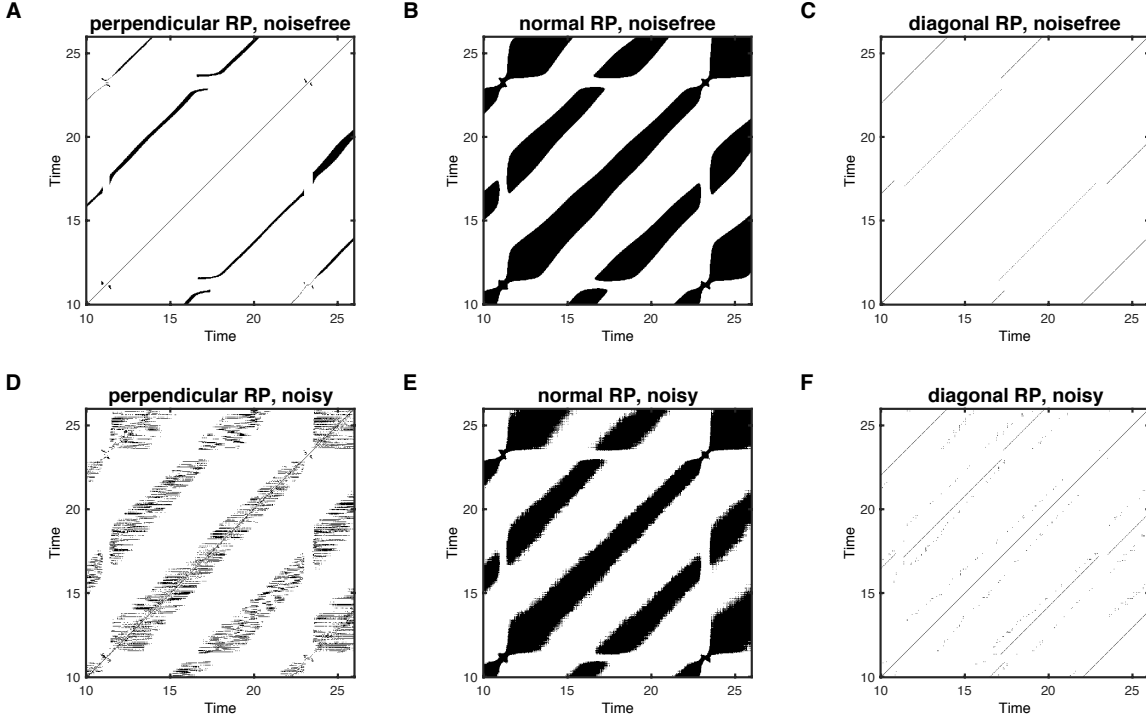 A
perpendicular RP, noisefree
25
20
15
10
Time
10 15 20 25
Time
B
normal RP, noisefree
25
20
15
10
Time
10 15 20 25
Time
C
diagonal RP, noisefree
25
20
15
10
Time
10 15 20 25
Time
D
perpendicular RP, noisy
25
20
15
10
Time
10 15 20 25
Time
E
normal RP, noisy
25
20
15
10
Time
10 15 20 25
Time
F
diagonal RP, noisy
25
20
15
10
Time
10 15 20 25
Time